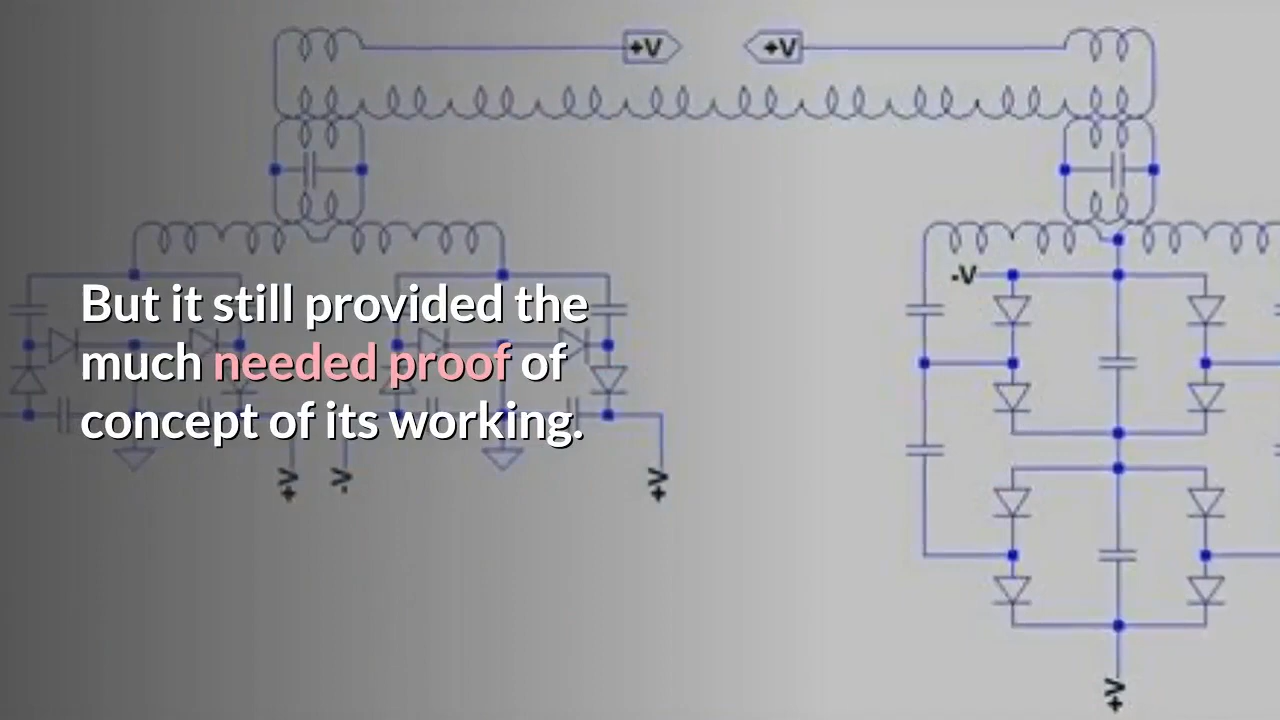 +V +V
But it still provided the
much needed proof of
concept of its working.
-V
+V -V +V
+V